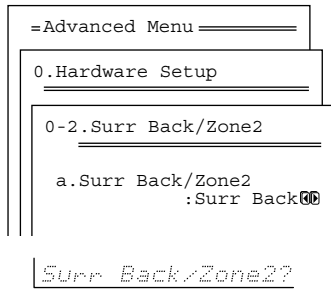 Advanced Menu
0.Hardware Setup
0-2.Surr Back/Zone2
a.Surr Back/Zone2
:Surr Back
Surr Back/Zone2?